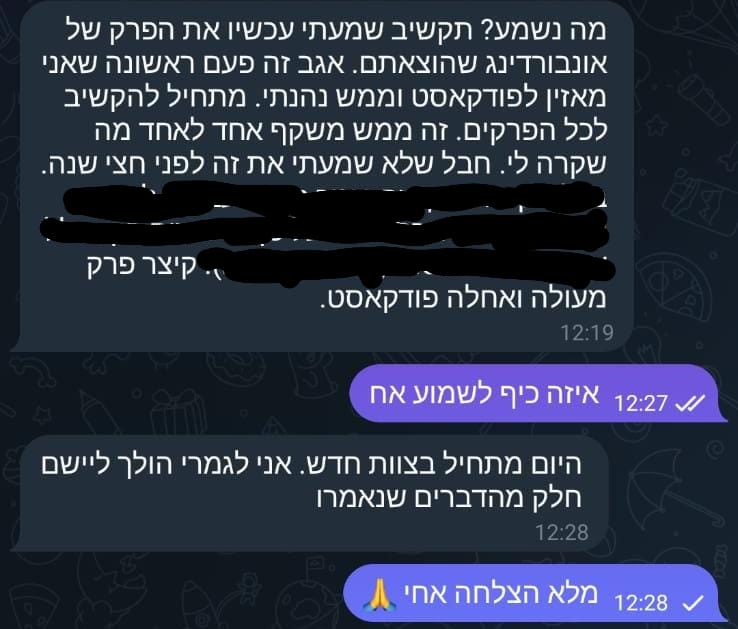 מה נשמע? תקשיב שמעתי עכשיו את הפרק של
אונבורדינג שהוצאתם. אגב זה פעם ראשונה שאני
מאזין לפודקאסט וממש נהנתי. מתחיל להקשיב
לכל הפרקים. זה ממש משקף אחד לאחד מה
שקרה לי. חבל שלא שמעתי את זה לפני חצי שנה.
). קיצר פרק
מעולה ואחלה פודקאסט.
12:19
איזה כיף לשמוע אח
12:27
היום מתחיל בצוות חדש. אני לגמרי הולך ליישם
חלק מהדברים שנאמרו
12:28
מלא הצלחה אחי 🙏
12:28